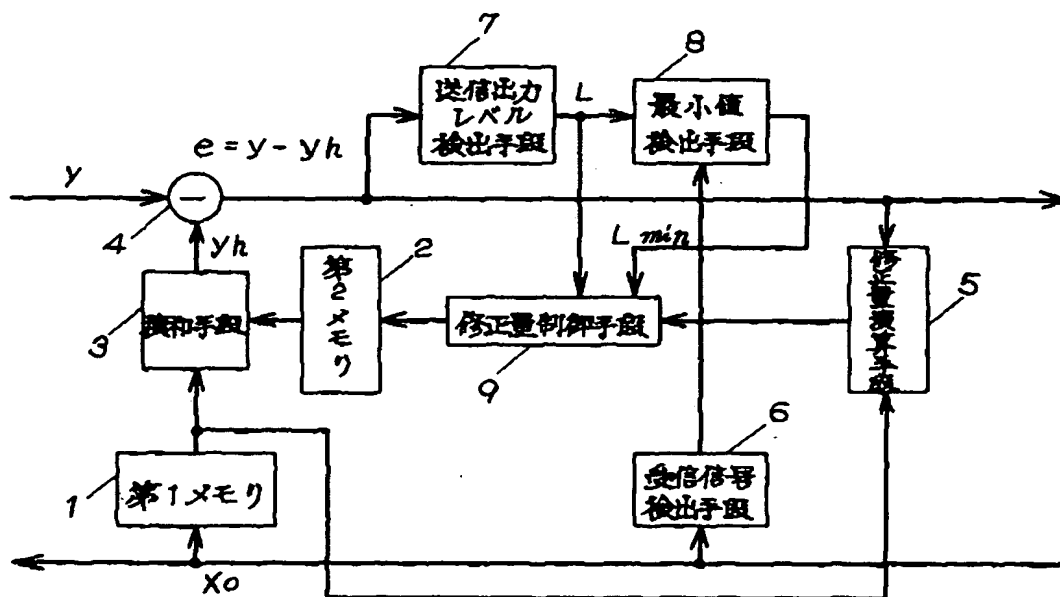 7
送信出力
レベル
検出手段
L
8
最小値
検出手段
e = y - yh
y
−
4
yh
L min
3
積和手段
2
第2メモリ
修正量制御手段
9
修正量演算手段
5
1
第1メモリ
6
受信信号
検出手段
xo